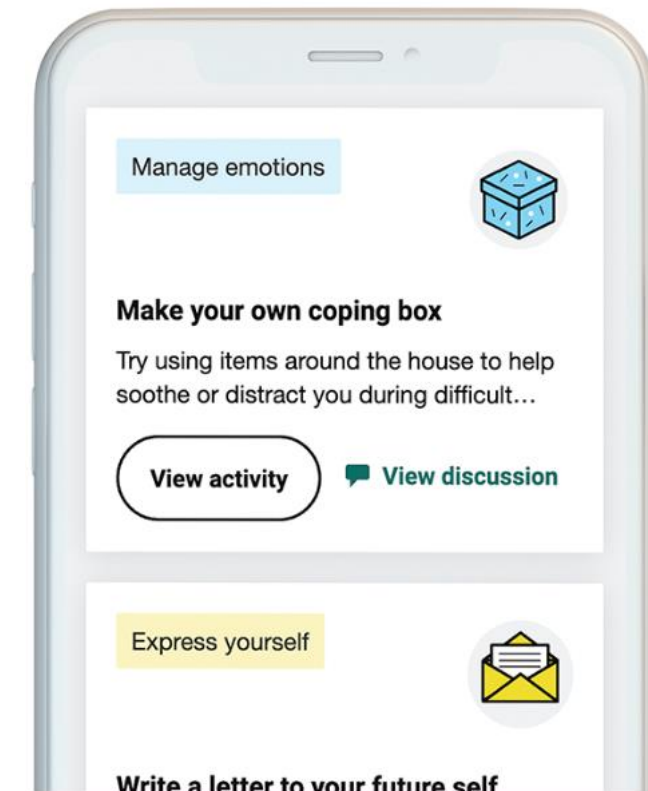 Manage emotions
Make your own coping box
Try using items around the house to help
soothe or distract you during difficult…
View activity
View discussion
Express yourself
Write a letter to your future self